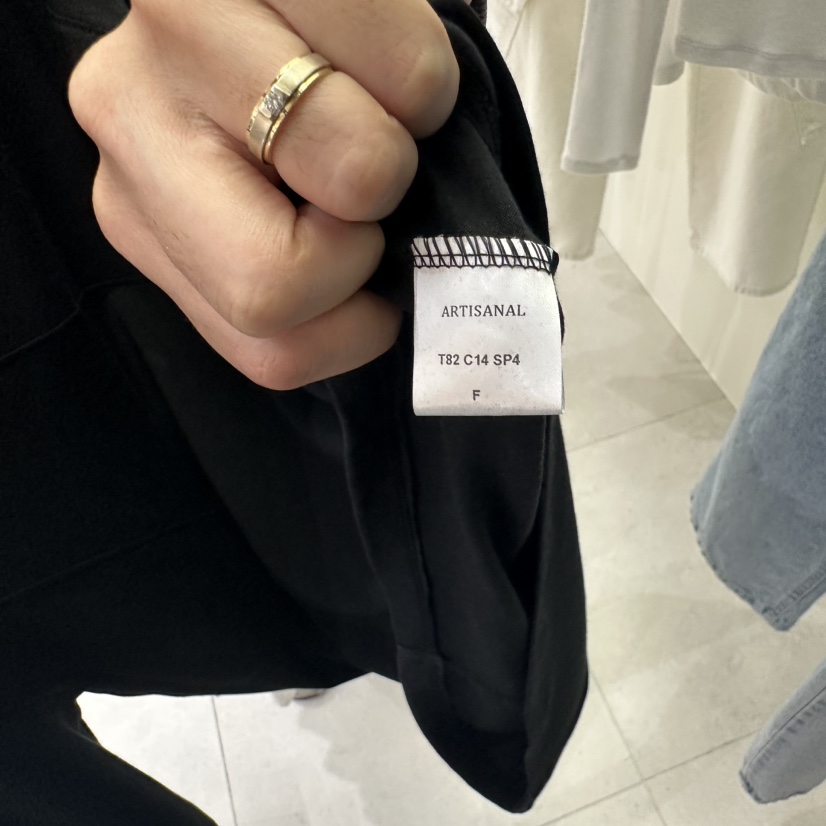 ARTISANAL
T82 C14 SP4
F